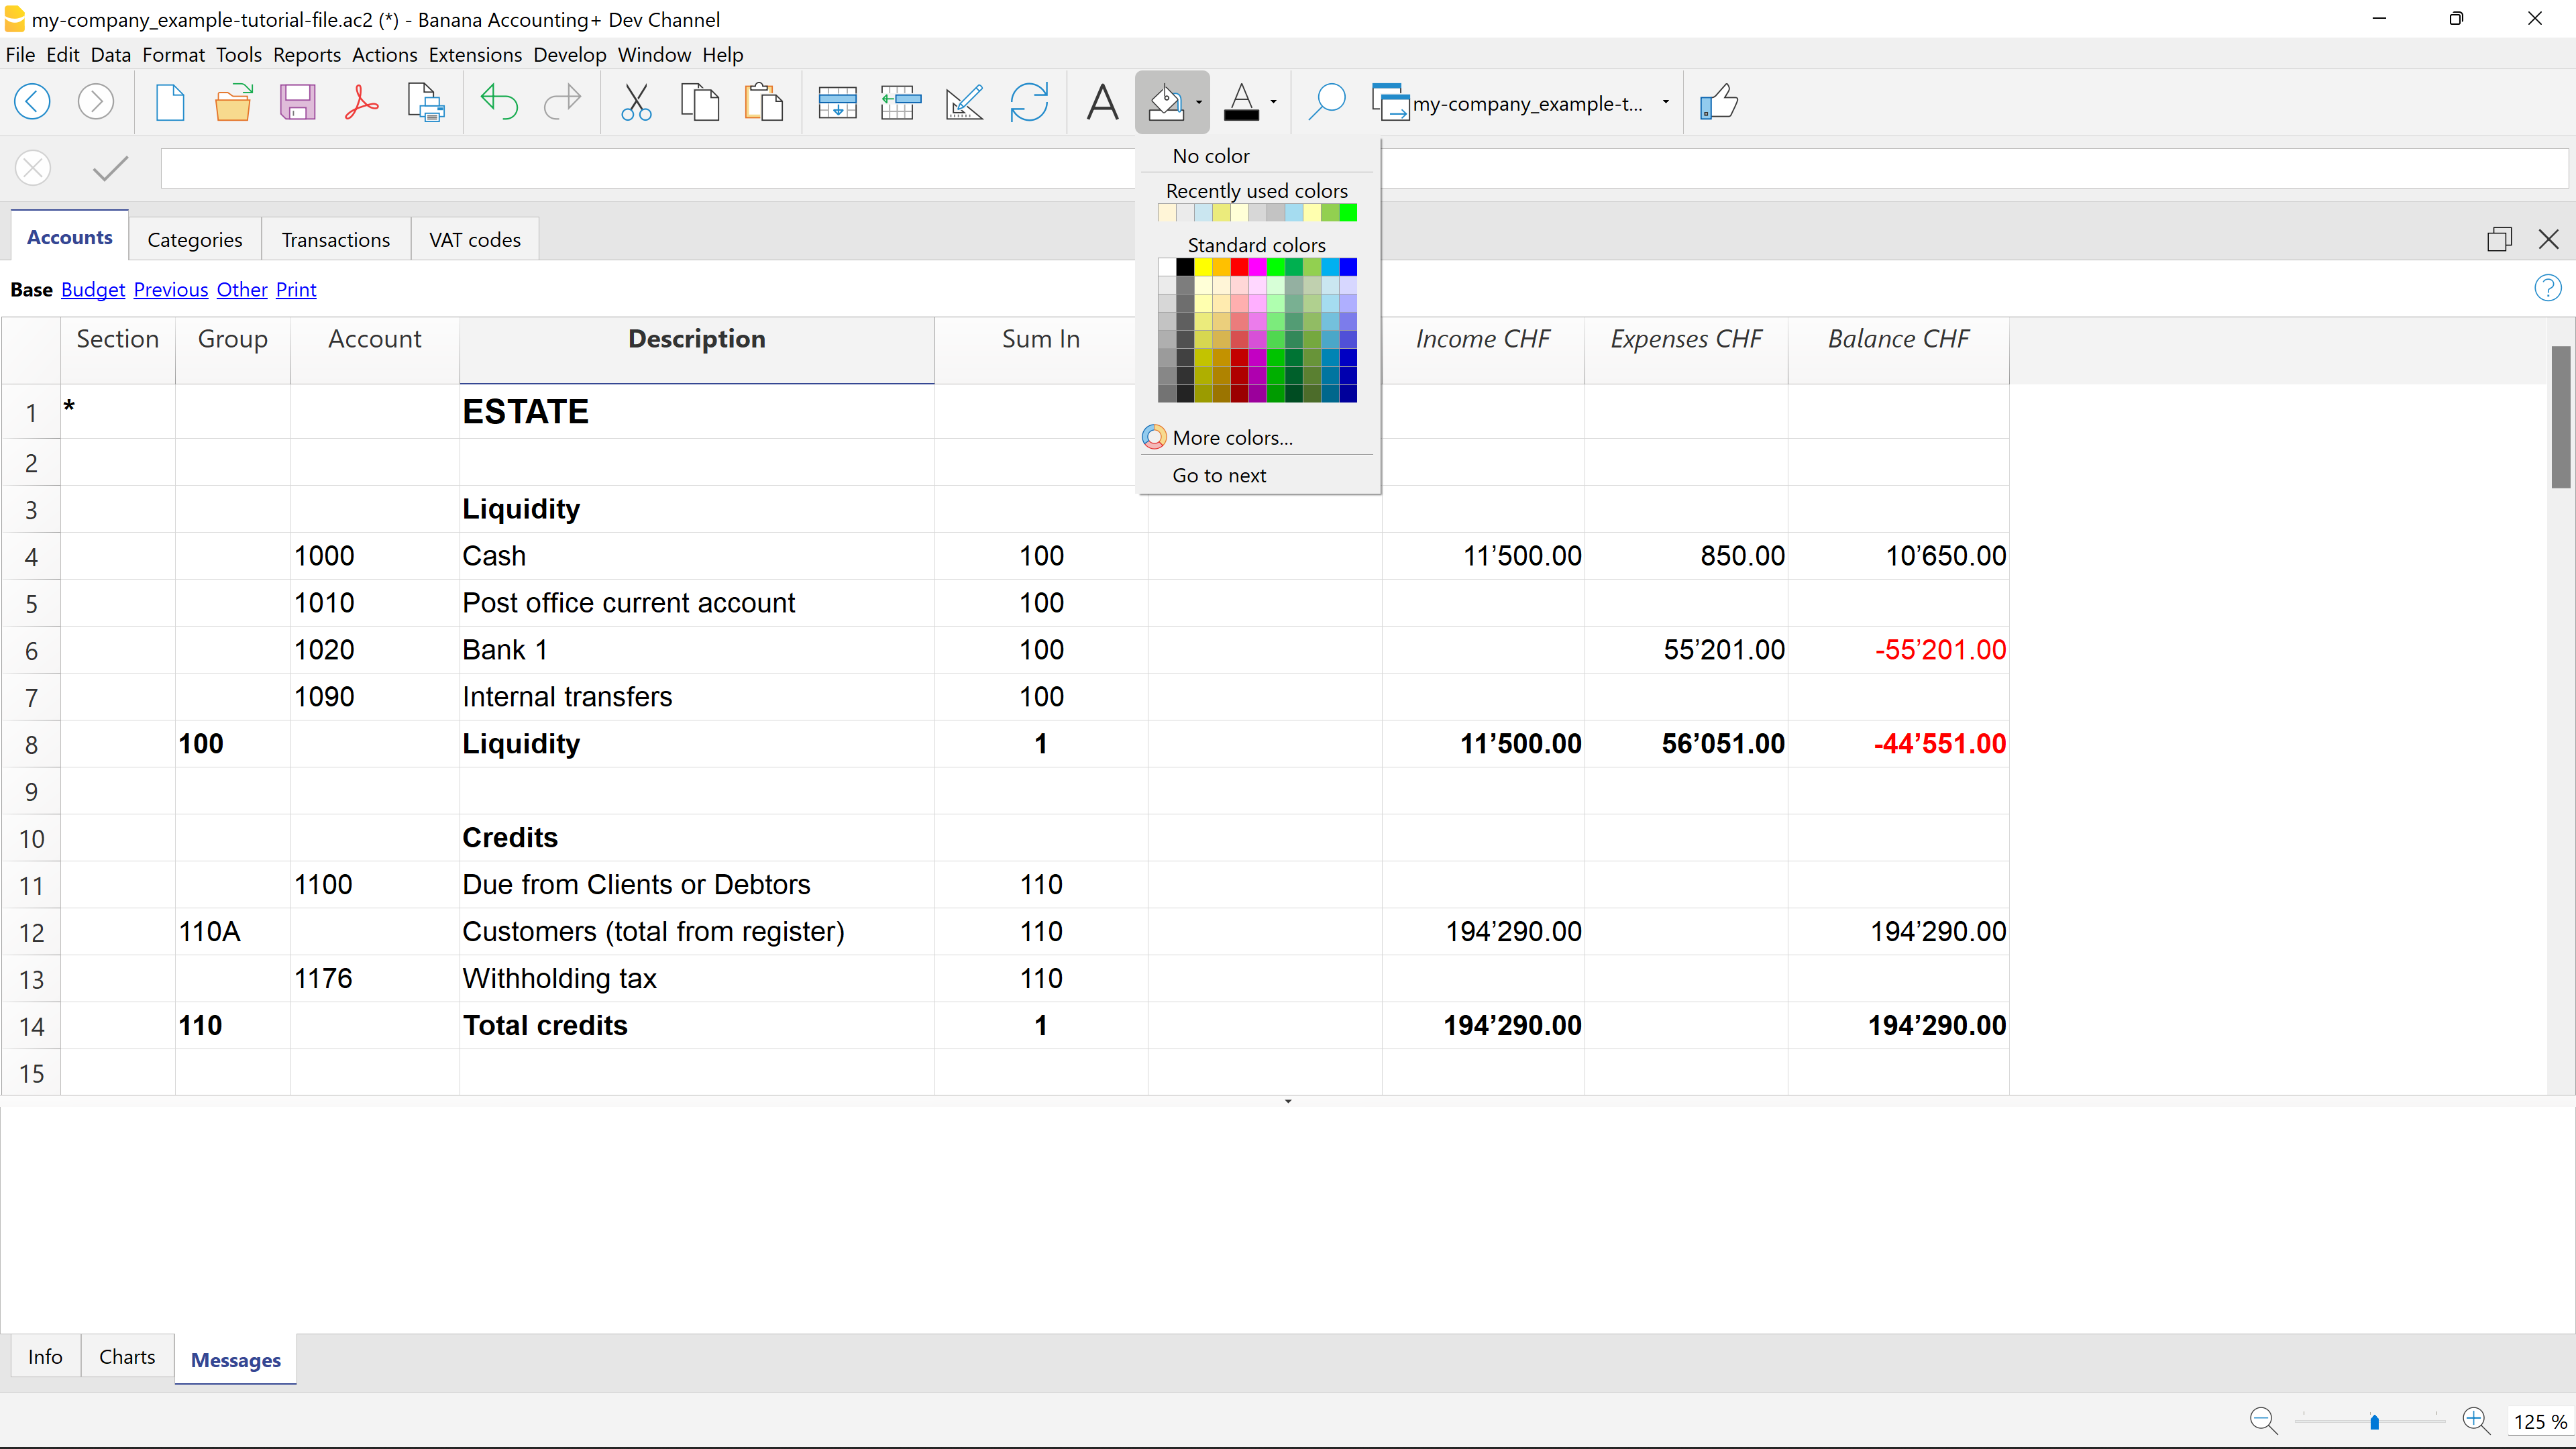 my-company_example-tutorial-file.ac2 (*) - Banana Accounting+ Dev Channel
File Edit Data Format Tools Reports Actions Extensions Develop Window Help
my-company_example-t...
No color
Recently used colors
Standard colors
More colors...
Go to next
Accounts Categories Transactions VAT codes
Base Budget Previous Other Print
Section Group Account Description Sum In Income CHF Expenses CHF Balance CHF
1 * ESTATE
2
3 Liquidity
4 1000 Cash 100 11’500.00 850.00 10’650.00
5 1010 Post office current account 100
6 1020 Bank 1 100 55’201.00 -55’201.00
7 1090 Internal transfers 100
8 100 Liquidity 1 11’500.00 56’051.00 -44’551.00
9
10 Credits
11 1100 Due from Clients or Debtors 110
12 110A Customers (total from register) 110 194’290.00 194’290.00
13 1176 Withholding tax 110
14 110 Total credits 1 194’290.00 194’290.00
15
Info Charts Messages
125 %